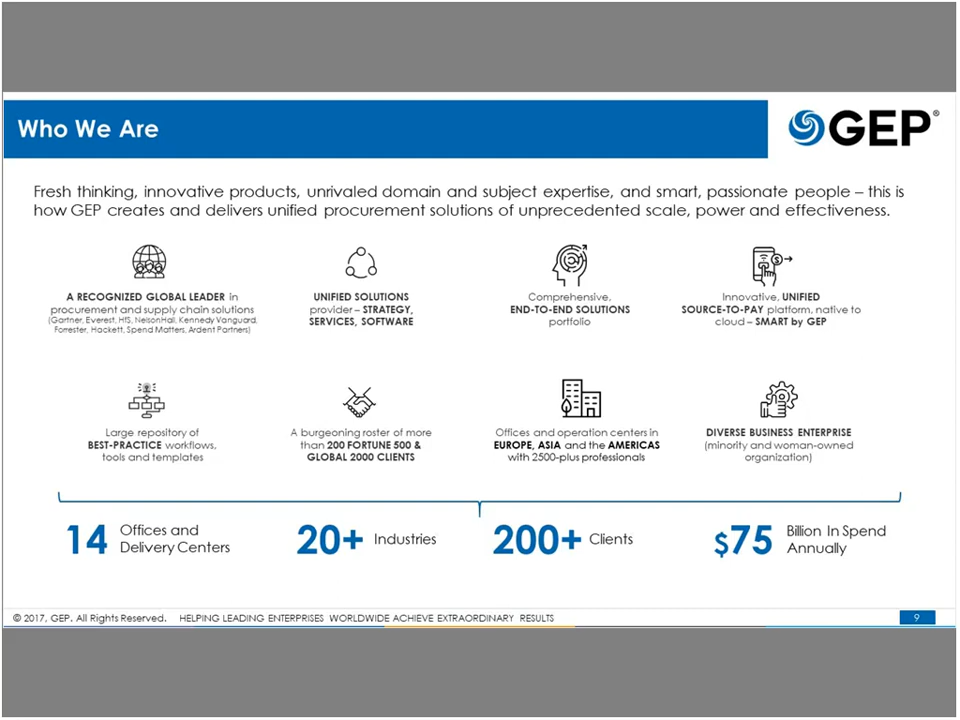 Who We Are
GEP®
Fresh thinking, innovative products, unrivaled domain and subject expertise, and smart, passionate people – this is
how GEP creates and delivers unified procurement solutions of unprecedented scale, power and effectiveness.
A RECOGNIZED GLOBAL LEADER in
procurement and supply chain solutions
(Gartner, Everest, HfS, NelsonHall, Kennedy Vanguard,
Forrester, Hackett, Spend Matters, Ardent Partners)
UNIFIED SOLUTIONS
provider – STRATEGY,
SERVICES, SOFTWARE
Comprehensive,
END-TO-END SOLUTIONS
portfolio
Innovative, UNIFIED
SOURCE-TO-PAY platform, native to
cloud – SMART by GEP
Large repository of
BEST-PRACTICE workflows,
tools and templates
A burgeoning roster of more
than 200 FORTUNE 500 &
GLOBAL 2000 CLIENTS
Offices and operation centers in
EUROPE, ASIA and the AMERICAS
with 2500-plus professionals
DIVERSE BUSINESS ENTERPRISE
(minority and woman-owned
organization)
14 Offices and
Delivery Centers
20+ Industries
200+ Clients
$75 Billion In Spend
Annually
© 2017, GEP. All Rights Reserved. HELPING LEADING ENTERPRISES WORLDWIDE ACHIEVE EXTRAORDINARY RESULTS
9